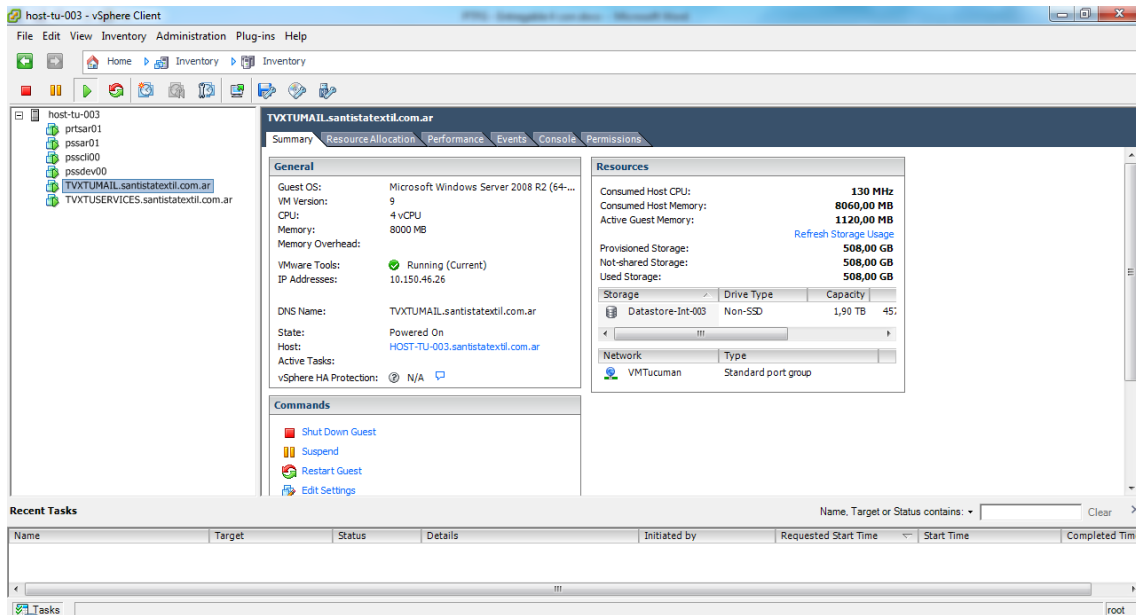 host-tu-003 - vSphere Client
File Edit View Inventory Administration Plug-ins Help
Home Inventory Inventory
host-tu-003
prtsar01
pssar01
psscli00
pssdev00
TVXTUMAIL.santistatextil.com.ar
TVXTUSERVICES.santistatextil.com.ar
TVXTUMAIL.santistatextil.com.ar
Summary Resource Allocation Performance Events Console Permissions
General
Guest OS: Microsoft Windows Server 2008 R2 (64-...
VM Version: 9
CPU: 4 vCPU
Memory: 8000 MB
Memory Overhead:
VMware Tools: Running (Current)
IP Addresses: 10.150.46.26
DNS Name: TVXTUMAIL.santistatextil.com.ar
State: Powered On
Host: HOST-TU-003.santistatextil.com.ar
Active Tasks:
vSphere HA Protection: N/A
Commands
Shut Down Guest
Suspend
Restart Guest
Edit Settings
Resources
Consumed Host CPU: 130 MHz
Consumed Host Memory: 8060,00 MB
Active Guest Memory: 1120,00 MB
Refresh Storage Usage
Provisioned Storage: 508,00 GB
Not-shared Storage: 508,00 GB
Used Storage: 508,00 GB
Storage Drive Type Capacity
Datastore-Int-003 Non-SSD 1,90 TB 457
Network Type
VMTucuman Standard port group
Recent Tasks
Name, Target or Status contains: Clear
Name Target Status Details Initiated by Requested Start Time Start Time Completed Tim
Tasks
root